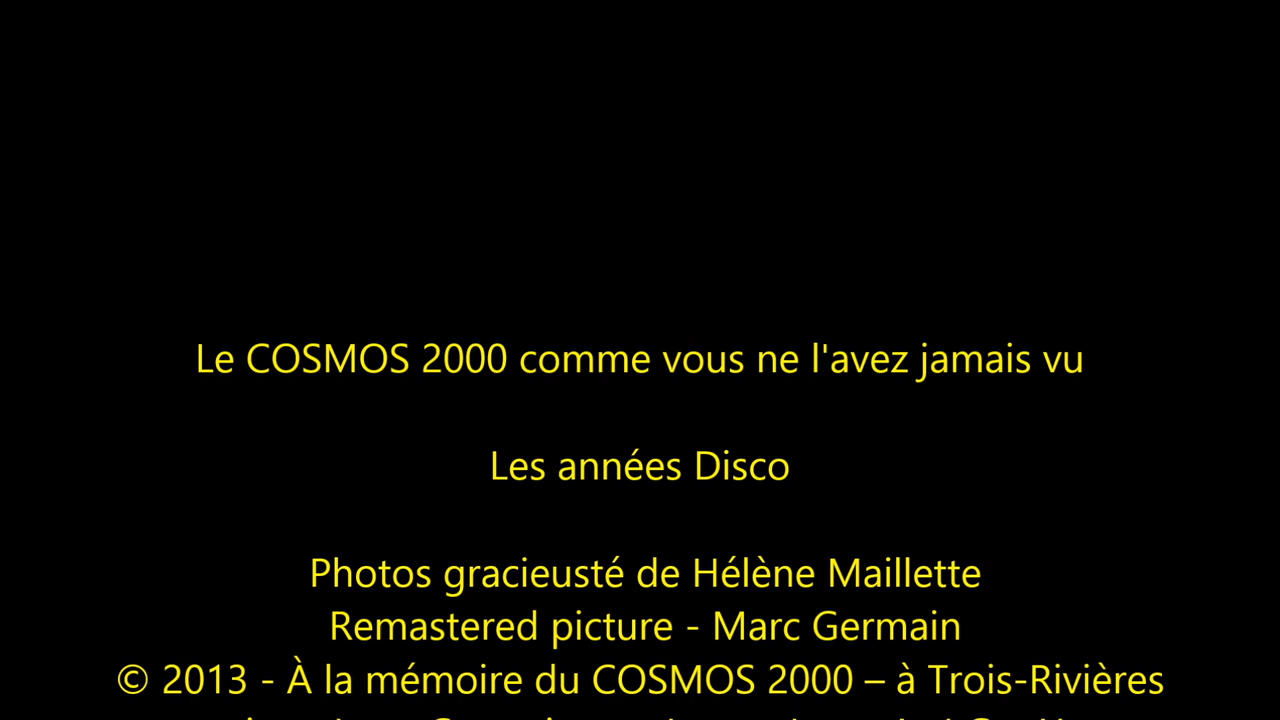 Le COSMOS 2000 comme vous ne l'avez jamais vu
Les années Disco
Photos gracieusté de Hélène Maillette
Remastered picture - Marc Germain
© 2013 - À la mémoire du COSMOS 2000 – à Trois-Rivières